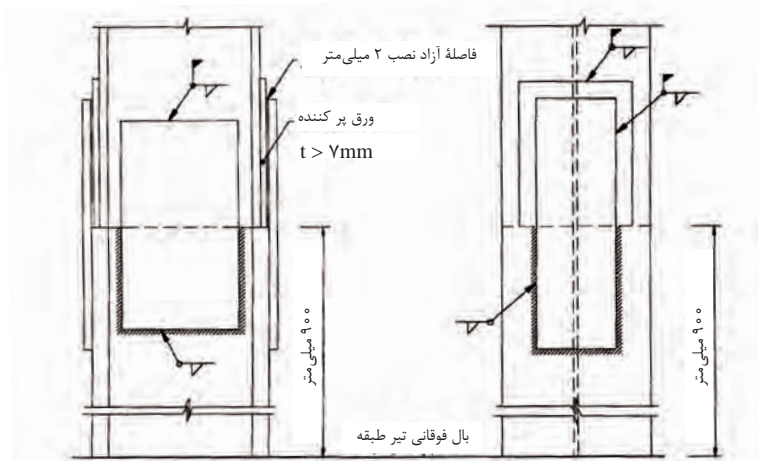 فاصلهٔ آزاد نصب ۲ میلی‌متر
ورق پر کننده
t > ۷mm
۹۰۰ میلی‌متر
۹۰۰ میلی‌متر
بال فوقانی تیر طبقه